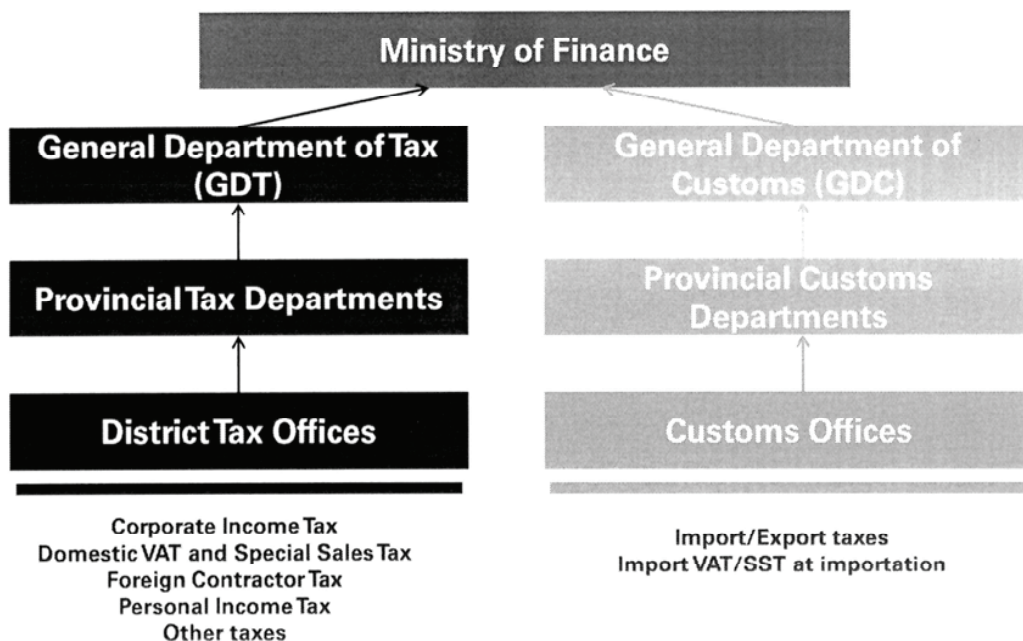 Ministry of Finance
General Department of Tax
(GDT)
General Department of
Customs (GDC)
Provincial Tax Departments
Provincial Customs
Departments
District Tax Offices
Customs Offices
Corporate Income Tax
Domestic VAT and Special Sales Tax
Foreign Contractor Tax
Personal Income Tax
Other taxes
Import/Export taxes
Import VAT/SST at importation